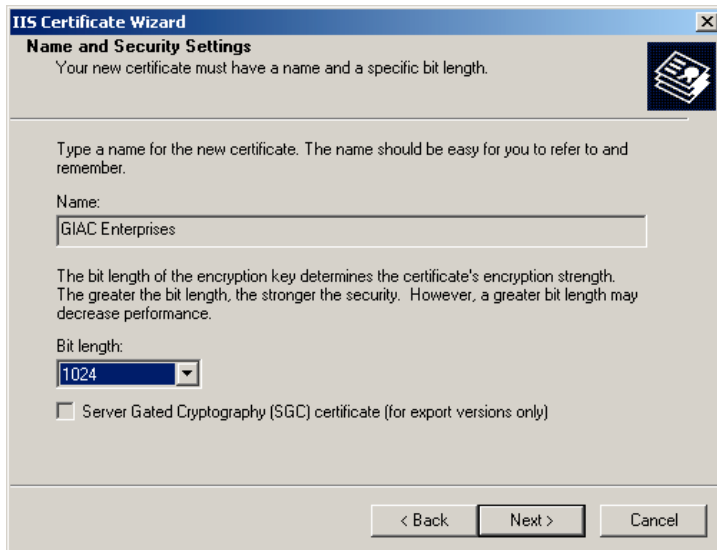 IIS Certificate Wizard
Name and Security Settings
Your new certificate must have a name and a specific bit length.
Type a name for the new certificate. The name should be easy for you to refer to and
remember.
Name:
GIAC Enterprises
The bit length of the encryption key determines the certificate's encryption strength.
The greater the bit length, the stronger the security.  However, a greater bit length may
decrease performance.
Bit length:
1024
Server Gated Cryptography (SGC) certificate (for export versions only)
< Back Next > Cancel